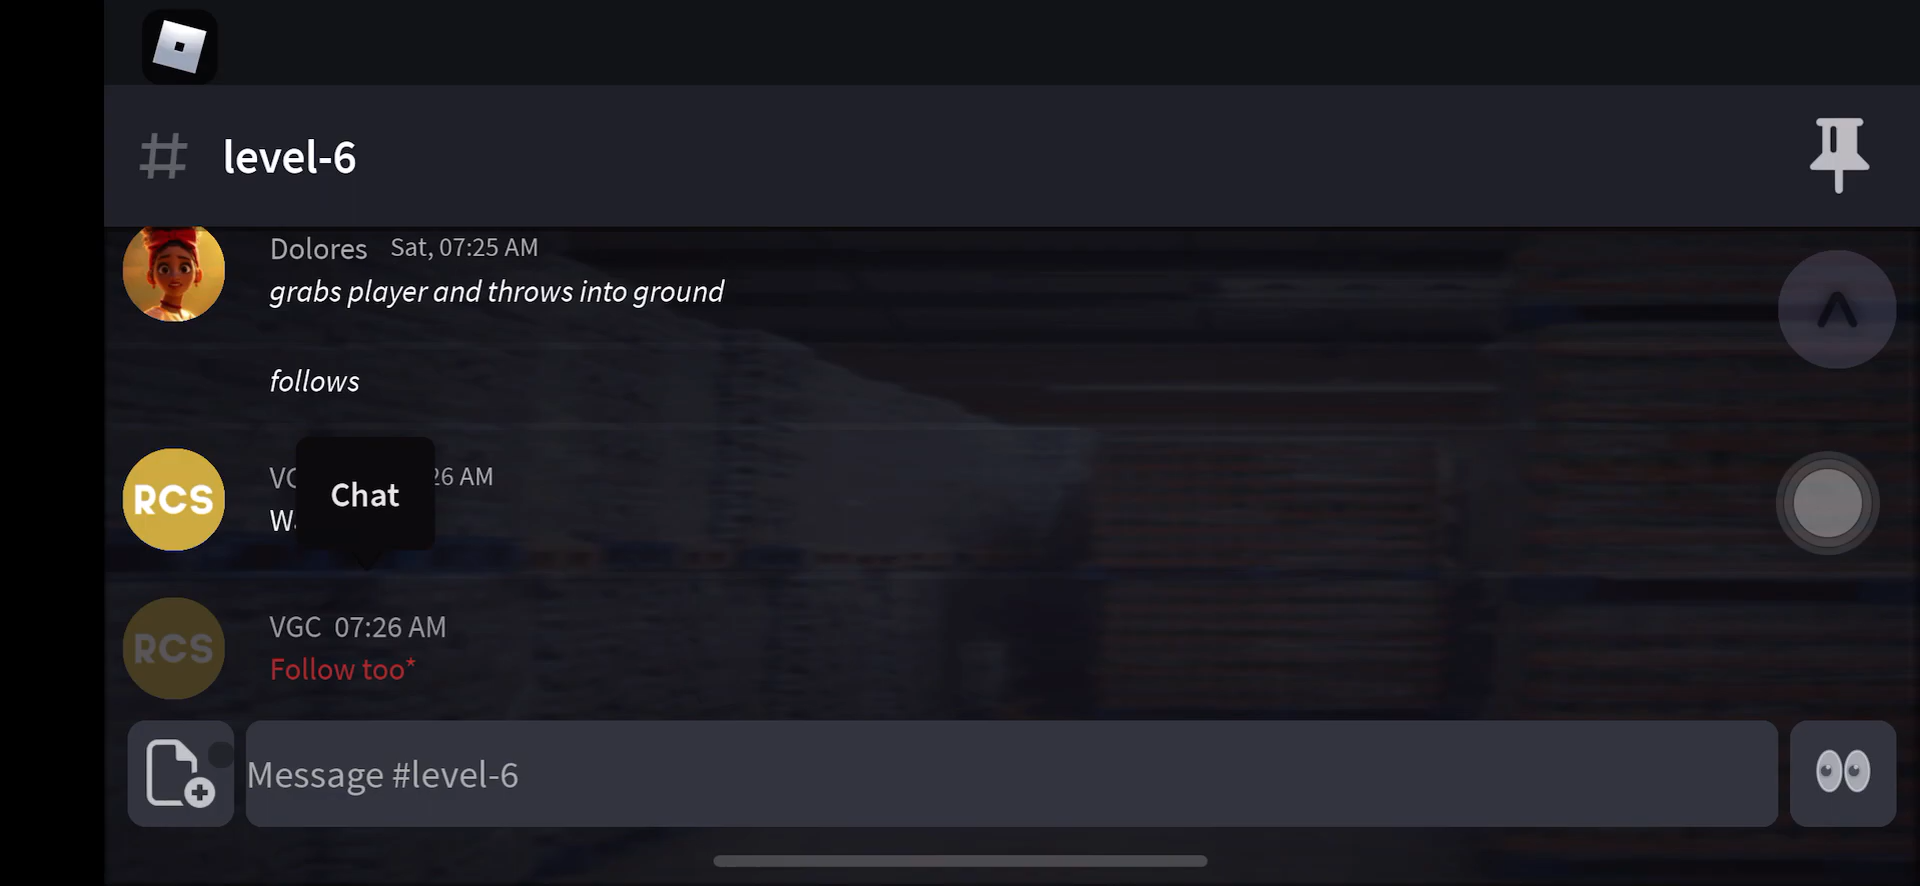 # level-6
Dolores Sat, 07:25 AM
grabs player and throws into ground
follows
26 AM
Chat
RCS
RCS
VGC 07:26 AM
Follow too*
Message #level-6